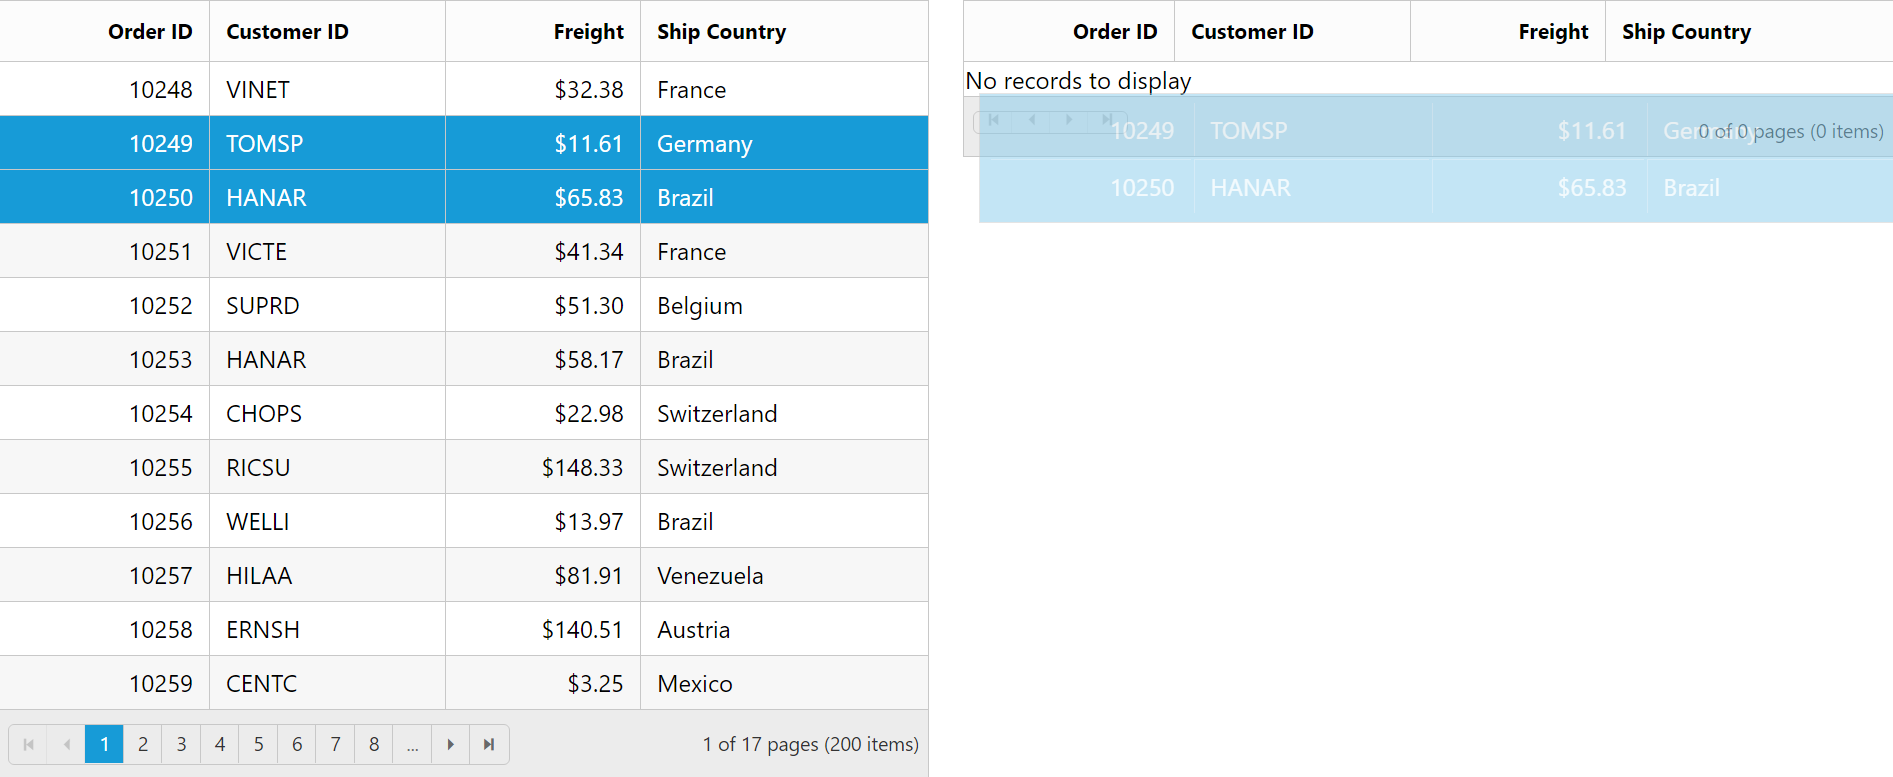 Order ID Customer ID Freight Ship Country
10248 VINET $32.38 France
10249 TOMSP $11.61 Germany
10250 HANAR $65.83 Brazil
10251 VICTE $41.34 France
10252 SUPRD $51.30 Belgium
10253 HANAR $58.17 Brazil
10254 CHOPS $22.98 Switzerland
10255 RICSU $148.33 Switzerland
10256 WELLI $13.97 Brazil
10257 HILAA $81.91 Venezuela
10258 ERNSH $140.51 Austria
10259 CENTC $3.25 Mexico
1 2 3 4 5 6 7 8 ... 1 of 17 pages (200 items)
Order ID Customer ID Freight Ship Country
No records to display
10249 TOMSP $11.61 Germany
0 of 0 pages (0 items)
10250 HANAR $65.83 Brazil